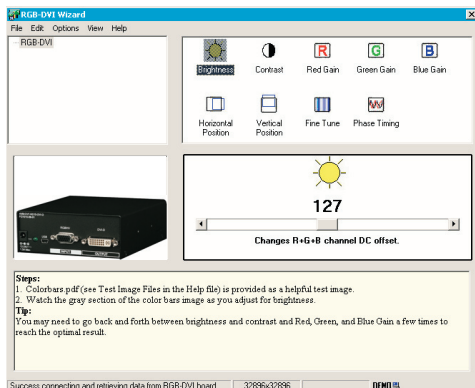 RGB-DVI Wizard
File Edit Options View Help
RGB-DVI
Brightness Contrast Red Gain Green Gain Blue Gain
R G B
Horizontal Position Vertical Position Fine Tune Phase Timing
127
Changes R+G+B channel DC offset.
Steps:
1. Colorbars.pdf (see Test Image Files in the Help file) is provided as a helpful test image.
2. Watch the gray section of the color bars image as you adjust for brightness.
Tip:
You may need to go back and forth between brightness and contrast and Red, Green, and Blue Gain a few times to
reach the optimal result.
Success connecting and retrieving data from RGB-DVI board 32896x32896 DEMO